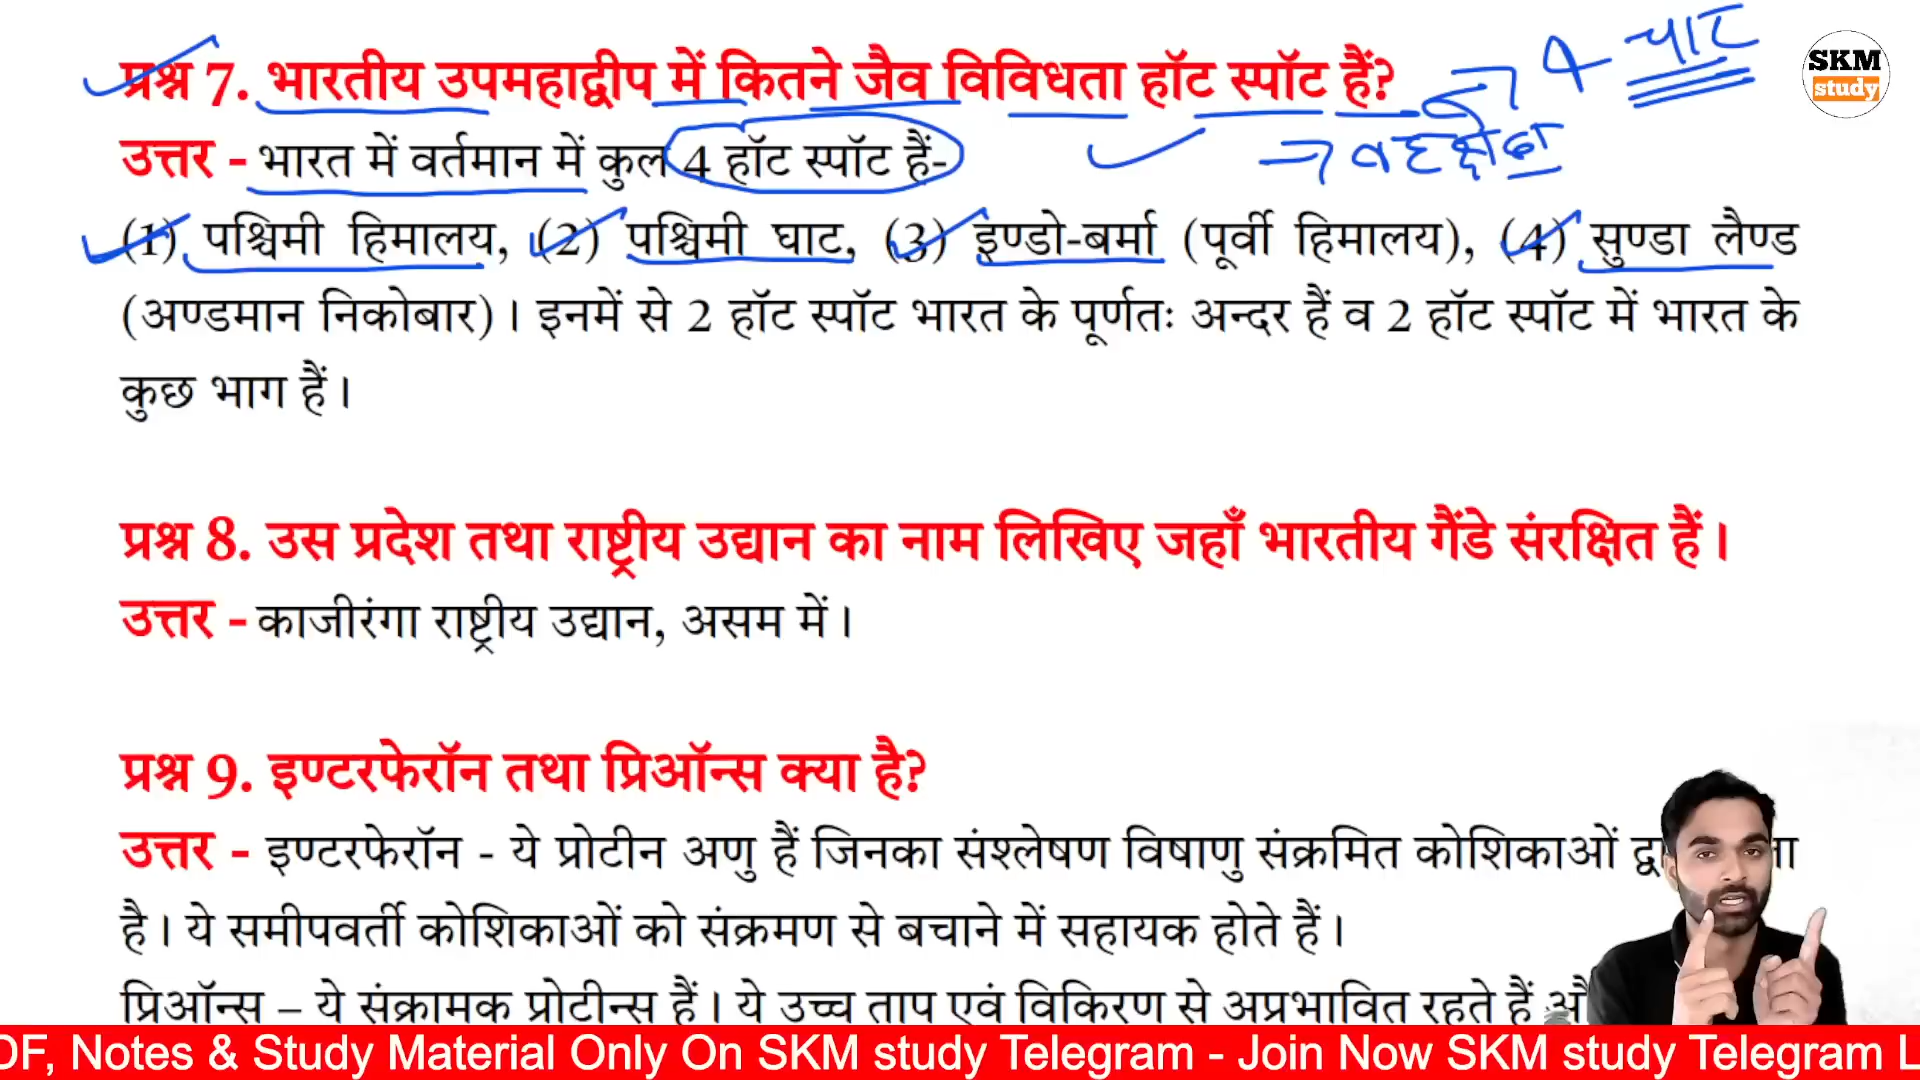 प्रश्न 7. भारतीय उपमहाद्वीप में कितने जैव विविधता हॉट स्पॉट हैं?
4 चार
SKM
study
उत्तर - भारत में वर्तमान में कुल 4 हॉट स्पॉट हैं-
(1) पश्चिमी हिमालय, (2) पश्चिमी घाट, (3) इण्डो-बर्मा (पूर्वी हिमालय), (4) सुण्डा लैण्ड
(अण्डमान निकोबार)। इनमें से 2 हॉट स्पॉट भारत के पूर्णतः अन्दर हैं व 2 हॉट स्पॉट में भारत के
कुछ भाग हैं।
प्रश्न 8. उस प्रदेश तथा राष्ट्रीय उद्यान का नाम लिखिए जहाँ भारतीय गैंडे संरक्षित हैं।
उत्तर - काजीरंगा राष्ट्रीय उद्यान, असम में।
प्रश्न 9. इण्टरफेरॉन तथा प्रिऑन्स क्या है?
उत्तर - इण्टरफेरॉन - ये प्रोटीन अणु हैं जिनका संश्लेषण विषाणु संक्रमित कोशिकाओं
है। ये समीपवर्ती कोशिकाओं को संक्रमण से बचाने में सहायक होते हैं।
प्रिऑन्स – ये संक्रामक प्रोटीन्स हैं। ये उच्च ताप एवं विकिरण से अप्रभावित रहते हैं
DF, Notes & Study Material Only On SKM study Telegram - Join Now SKM study Telegram L